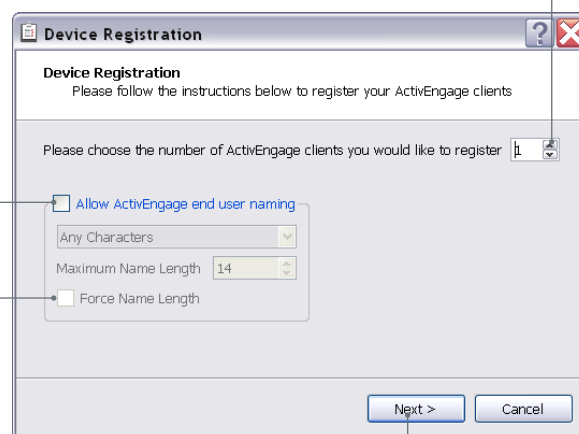 Device Registration
Device Registration
Please follow the instructions below to register your ActivEngage clients
Please choose the number of ActivEngage clients you would like to register 1
Allow ActivEngage end user naming
Any Characters
Maximum Name Length 14
Force Name Length
Next > Cancel